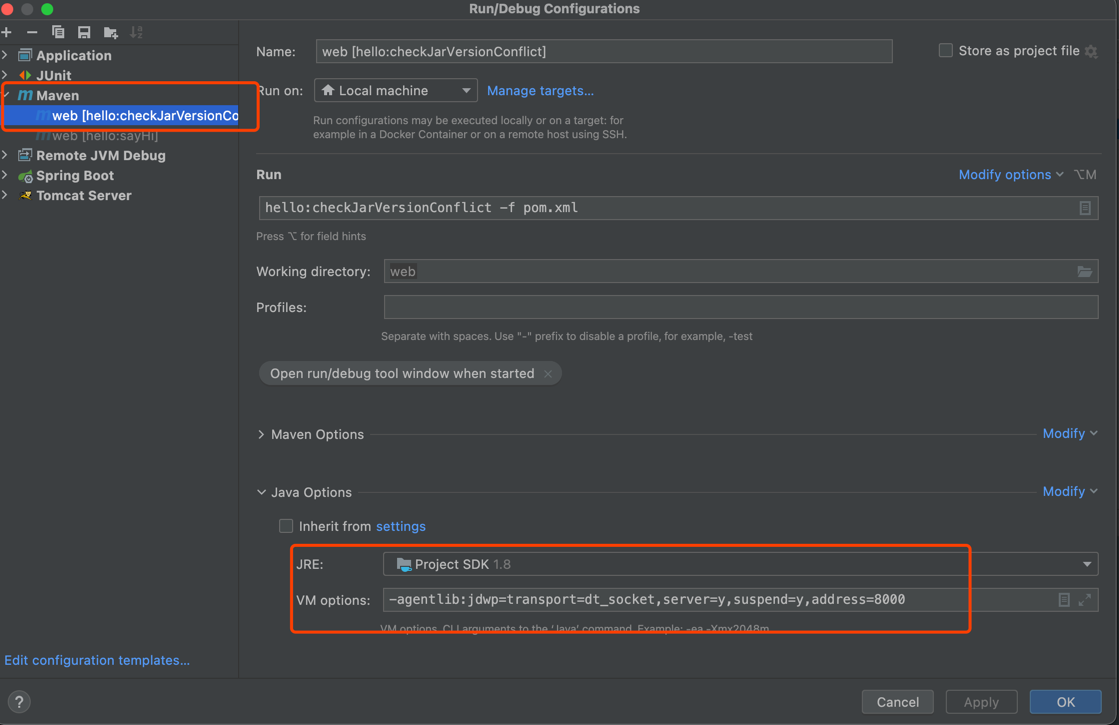 Run/Debug Configurations
Application
JUnit
Maven
web [hello:checkJarVersionCo
web [hello:sayHi]
Remote JVM Debug
Spring Boot
Tomcat Server
Edit configuration templates...
Name: web [hello:checkJarVersionConflict] Store as project file
Run on: Local machine Manage targets...
Run configurations may be executed locally or on a target: for
example in a Docker Container or on a remote host using SSH.
Run Modify options ⌥M
hello:checkJarVersionConflict -f pom.xml
Press ⌥ for field hints
Working directory: web
Profiles:
Separate with spaces. Use "-" prefix to disable a profile, for example, -test
Open run/debug tool window when started ×
Maven Options Modify
Java Options Modify
Inherit from settings
JRE: Project SDK 1.8
VM options: -agentlib:jdwp=transport=dt_socket,server=y,suspend=y,address=8000
VM options. CLI arguments to the 'Java' command. Example: -ea -Xmx2048m
? Cancel Apply OK